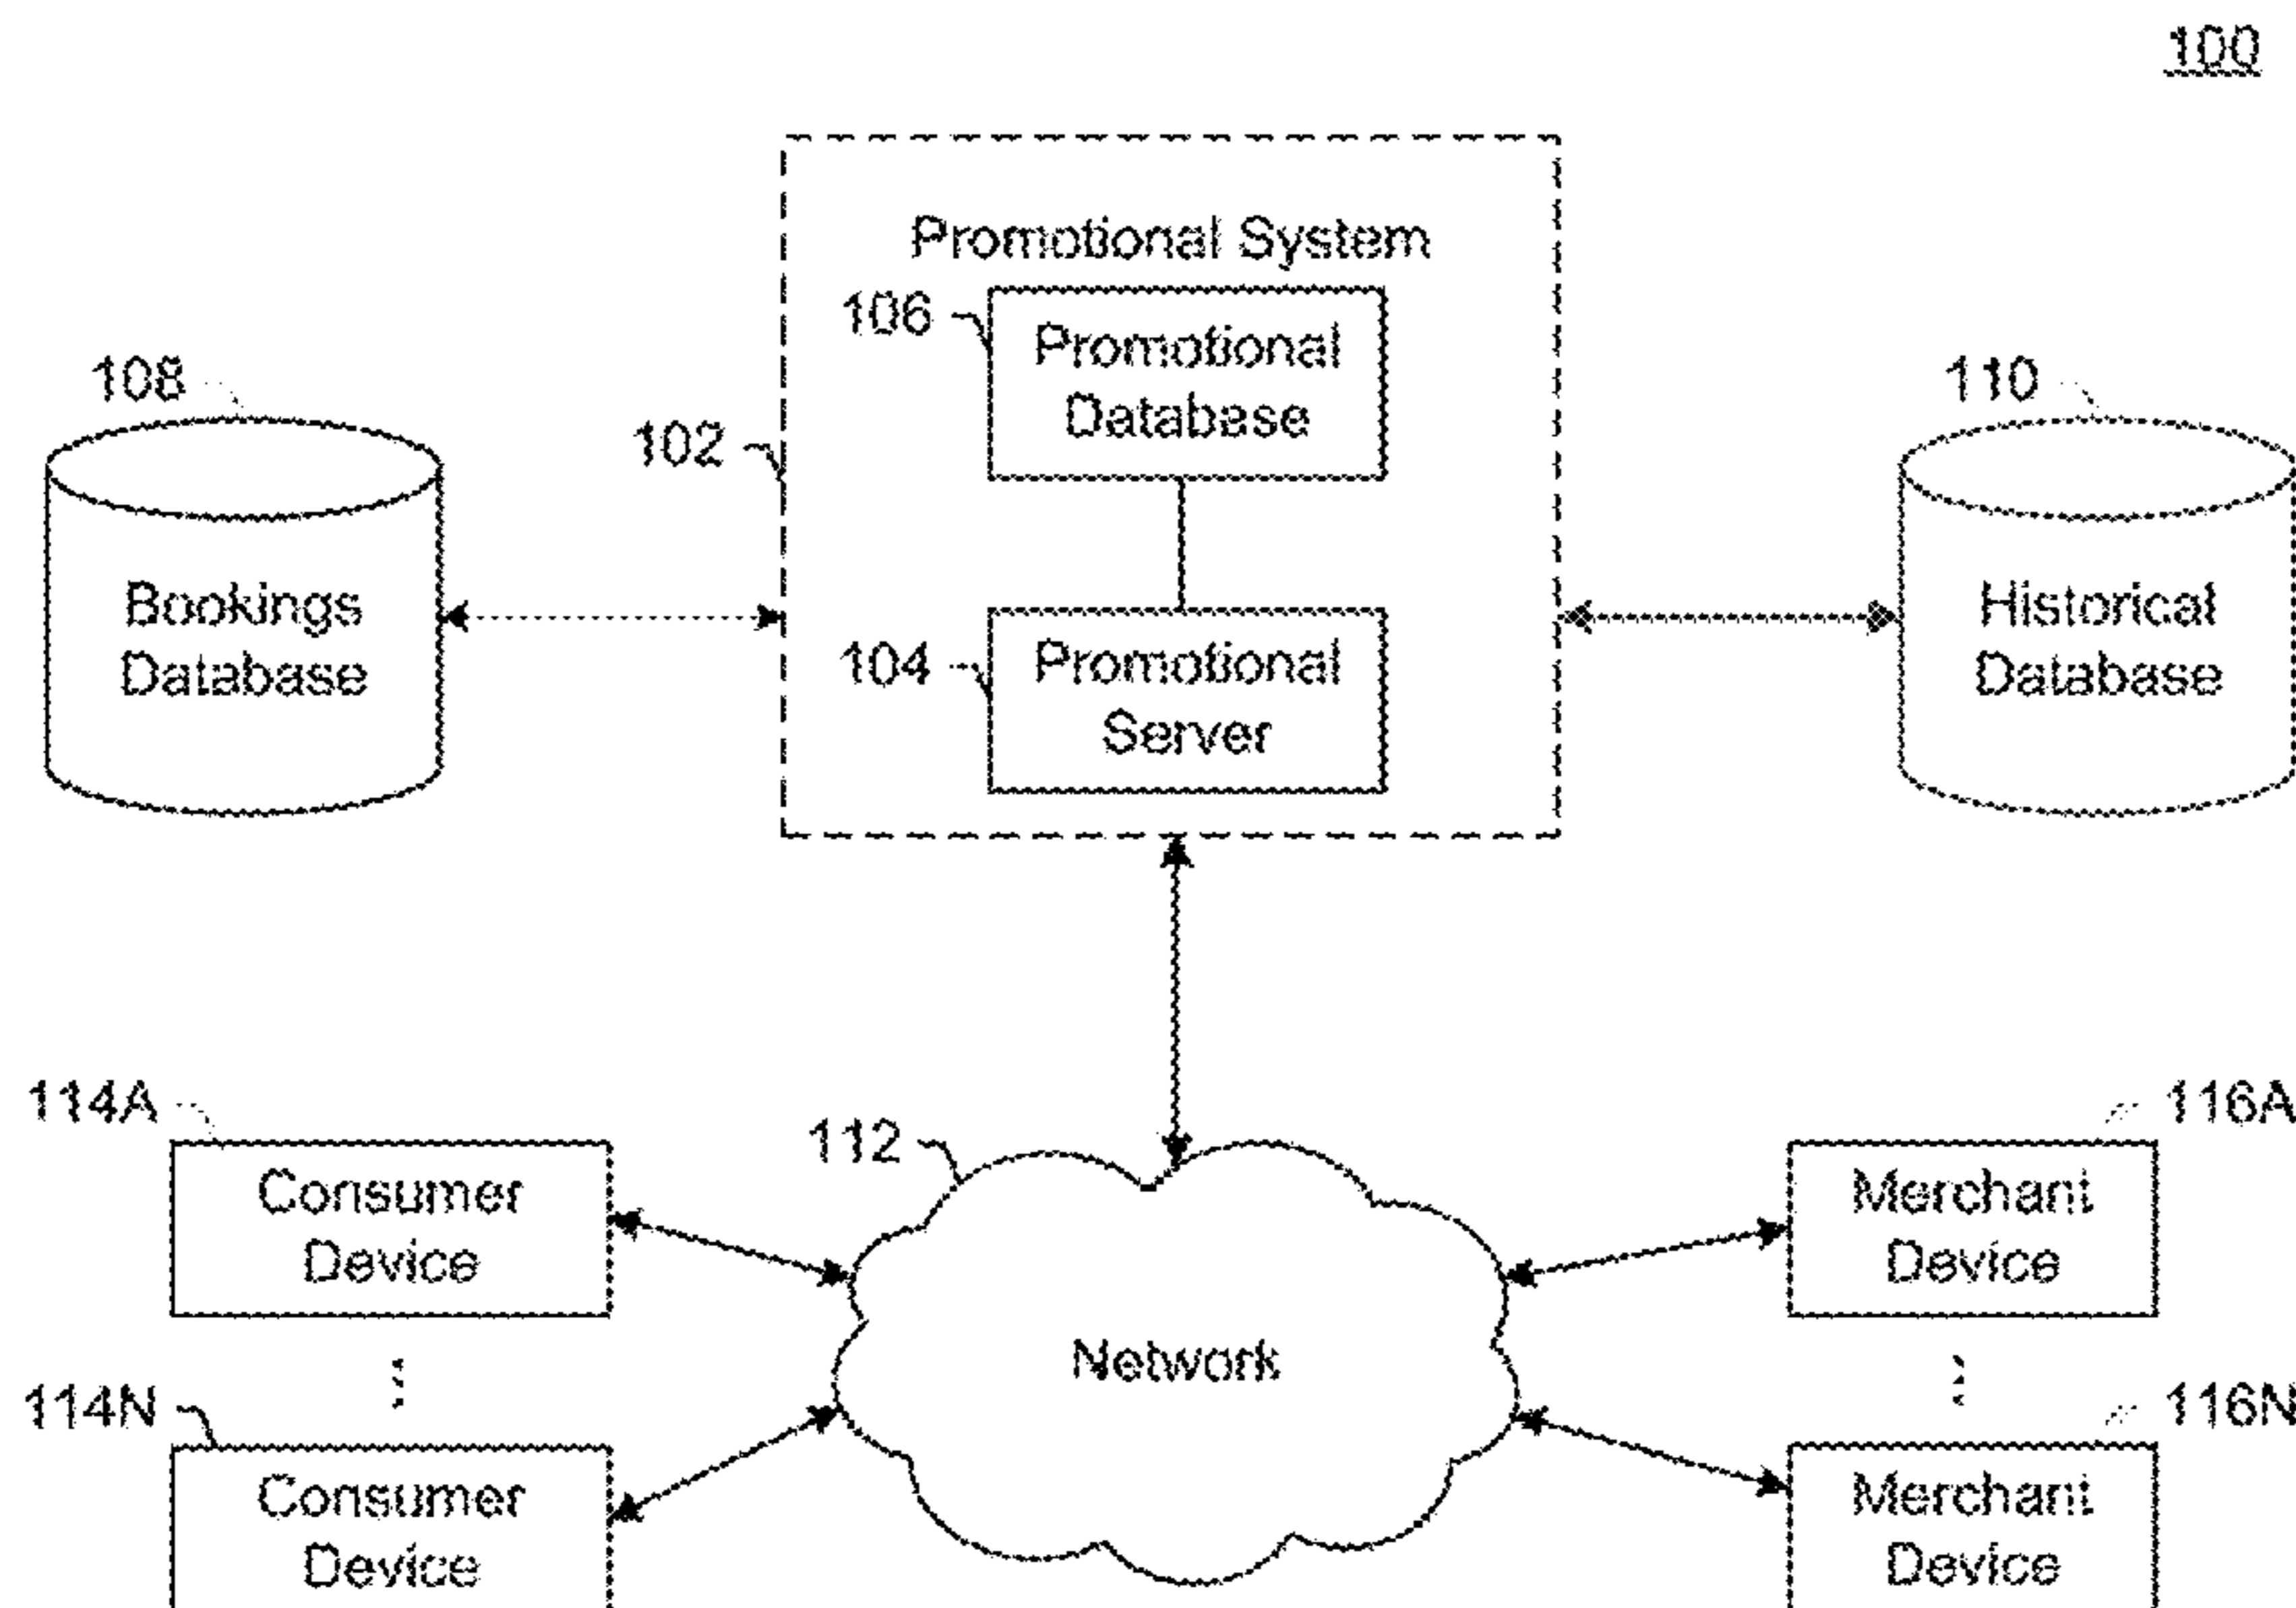 100
Promotional System
106
Promotional
Database
108
110
102
Bookings
Database
Historical
Database
104
Promotional
Server
114A
116A
112
Consumer
Device
Merchant
Device
Network
114N
116N
Consumer
Device
Merchant
Device